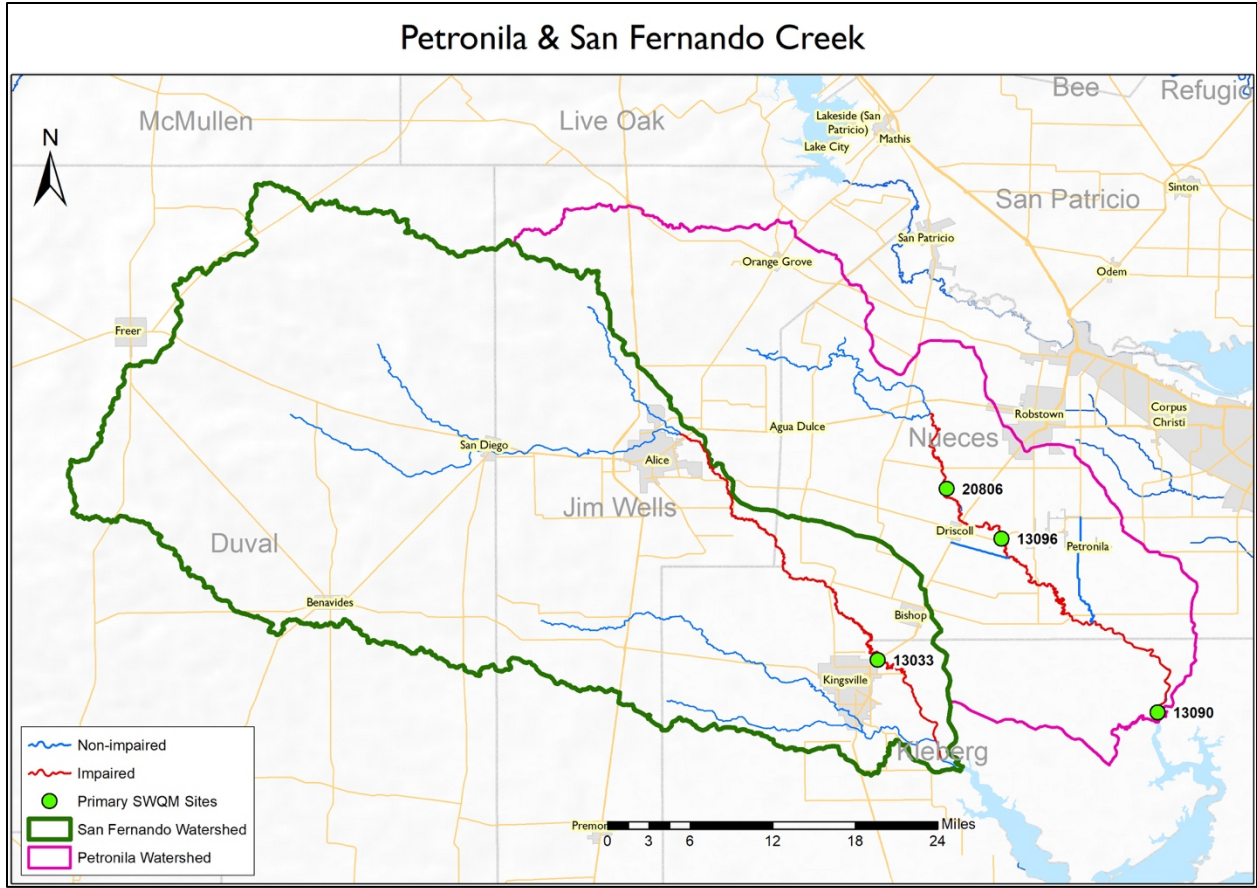 Petronila & San Fernando Creek
Bee
Refugio
McMullen
Live Oak
Lakeside (San
Patricio)
Lake City
Mathis
N
San Patricio
Sinton
San Patricio
Orange Grove
Odem
Freer
Corpus
Christi
Robstown
Agua Dulce
Nueces
San Diego
Alice
20806
Jim Wells
Driscoll
13096
Petronila
Duval
Benavides
Bishop
13033
Kingsville
13090
Kleberg
Non-impaired
Impaired
Primary SWQM Sites
San Fernando Watershed
Petronila Watershed
Premon
Miles
0 3 6 12 18 24